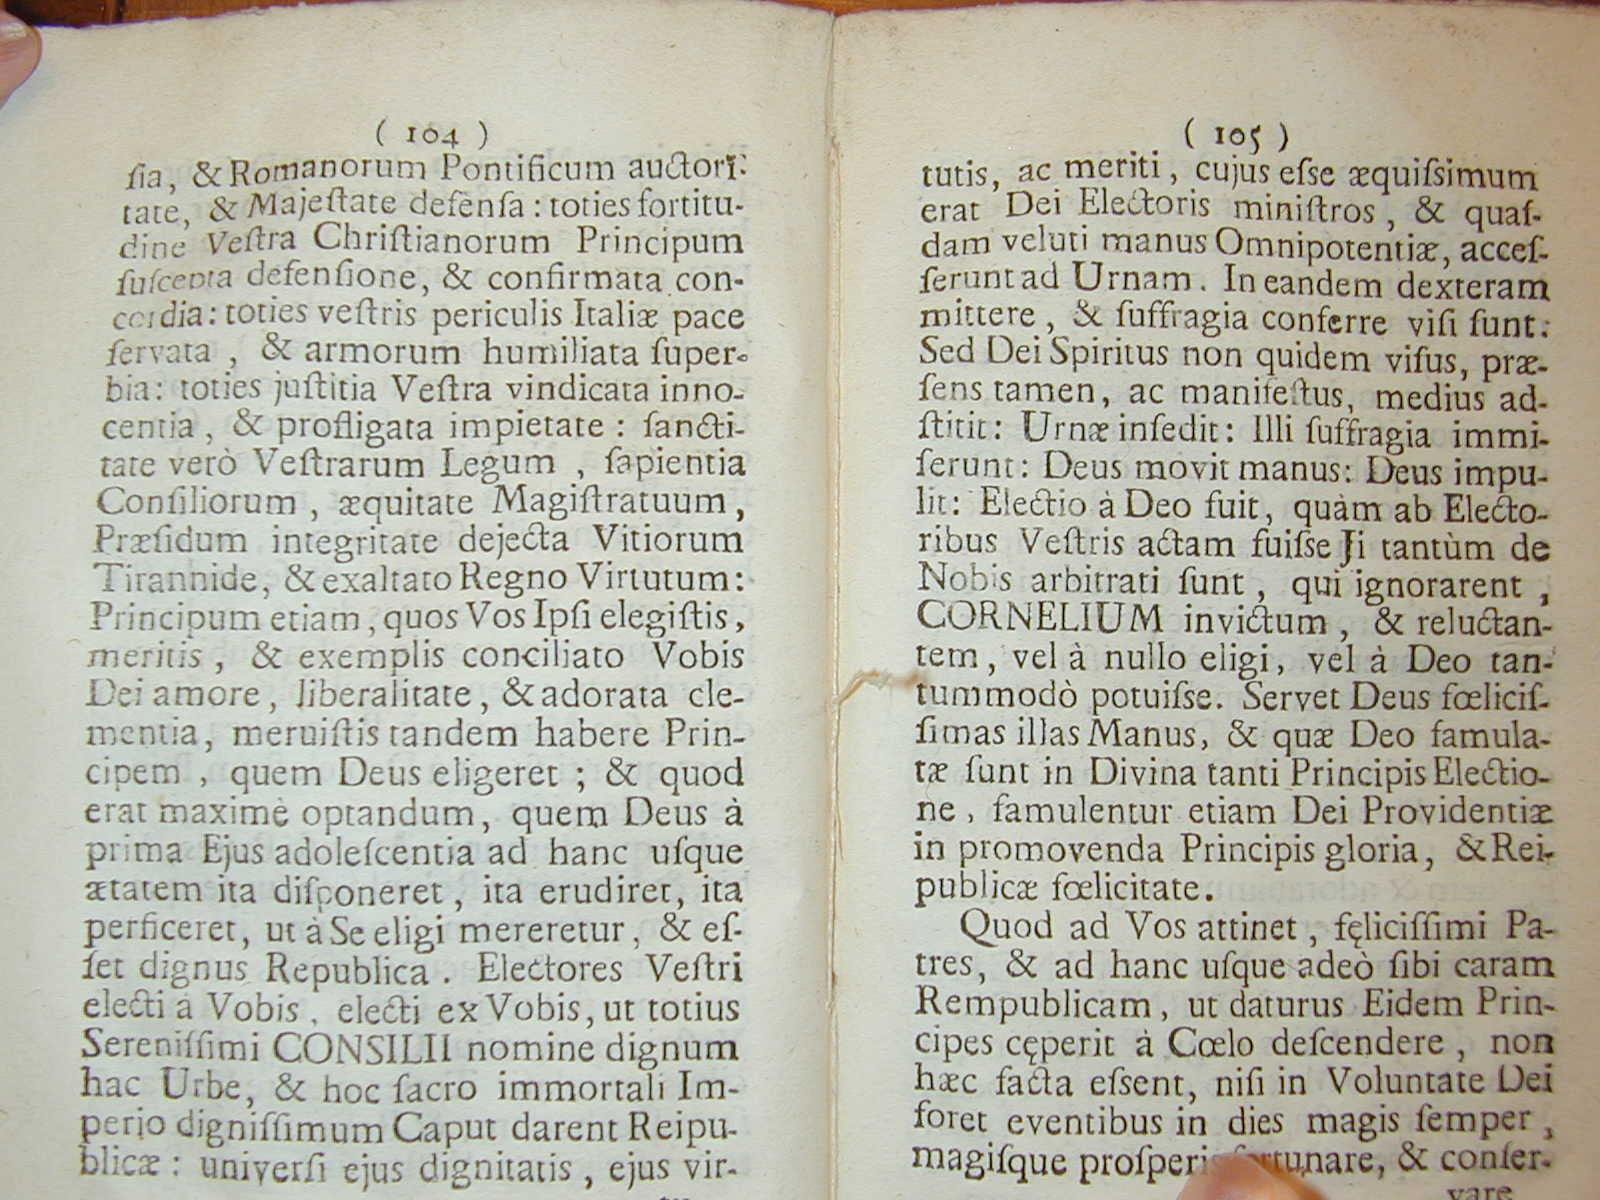 ( 104 )
ſia, & Romanorum Pontificum auctori-
tate, & Majeſtate defenſa : toties fortitu-
dine Veſtra Chriſtianorum Principum
ſuſcepta defenſione, & confirmata con-
cordia: toties veſtris periculis Italiæ pace
ſervata , & armorum humiliata ſuper-
bia: toties juſtitia Veſtra vindicata inno-
centia , & profligata impietate : ſancti-
tate verò Veſtrarum Legum , ſapientia
Conſiliorum , æquitate Magiſtratuum,
Præſidum integritate dejecta Vitiorum
Tirannide, & exaltato Regno Virtutum:
Principum etiam, quos Vos Ipſi elegiſtis,
meritis , & exemplis conciliato Vobis
Dei amore, liberalitate, & adorata cle-
mentia, meruiſtis tandem habere Prin-
cipem , quem Deus eligeret ; & quod
erat maximè optandum, quem Deus à
prima Ejus adoleſcentia ad hanc uſque
ætatem ita diſponeret, ita erudiret, ita
perficeret, ut à Se eligi mereretur, & eſ-
ſet dignus Republica . Electores Veſtri
electi à Vobis, electi ex Vobis, ut totius
Sereniſſimi CONSILII nomine dignum
hac Urbe, & hoc ſacro immortali Im-
perio digniſſimum Caput darent Reipu-
blicæ : univerſi ejus dignitatis , ejus vir-
tu-
( 105 )
tutis, ac meriti, cujus eſse æquiſsimum
erat Dei Electoris miniſtros, & quaſ-
dam veluti manus Omnipotentiæ, acceſ-
ſerunt ad Urnam. In eandem dexteram
mittere, & ſuffragia conferre viſi ſunt:
Sed Dei Spiritus non quidem viſus, præ-
ſens tamen, ac manifeſtus, medius ad-
ſtitit: Urnæ inſedit: Illi ſuffragia immi-
ſerunt: Deus movit manus: Deus impu-
lit: Electio à Deo fuit, quàm ab Electo-
ribus Veſtris actam fuiſse Ji tantùm de
Nobis arbitrati ſunt , qui ignorarent ,
CORNELIUM invictum , & reluctan-
tem, vel à nullo eligi, vel à Deo tan-
tummodò potuiſse. Servet Deus fœliciſ-
ſimas illas Manus, & quæ Deo famula-
tæ ſunt in Divina tanti Principis Electio-
ne , famulentur etiam Dei Providentiæ
in promovenda Principis gloria, & Rei-
publicæ fœlicitate.
Quod ad Vos attinet , fęliciſſimi Pa-
tres, & ad hanc uſque adeò ſibi caram
Rempublicam, ut daturus Eidem Prin-
cipes cęperit à Cœlo deſcendere , non
hæc facta eſsent, niſi in Voluntate Dei
foret eventibus in dies magis ſemper ,
magiſque proſperis fortunare, & conſer-
vare